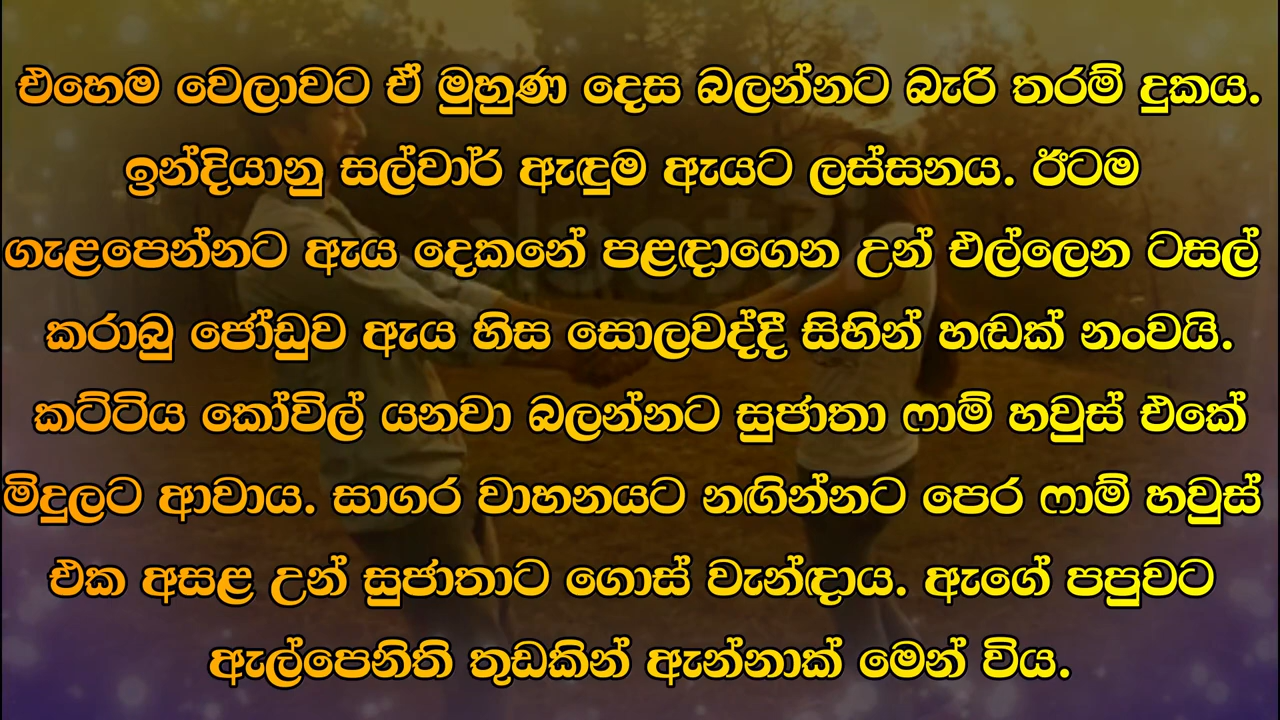 එහෙම වෙලාවට ඒ මුහුණ දෙස බලන්නට බැරි තරම් දුකය.
ඉන්දියානු සල්වාර් ඇඳුම ඇයට ලස්සනය. ඊටම
ගැළපෙන්නට ඇය දෙකනේ පළඳාගෙන උන් එල්ලෙන ටසල්
කරාබු ජෝඩුව ඇය හිස සොලවද්දී සිහින් හඬක් නංවයි.
කට්ටිය කෝවිල් යනවා බලන්නට සුජාතා ෆාම් හවුස් එකේ
මිදුලට ආවාය. සාගර වාහනයට නඟින්නට පෙර ෆාම් හවුස්
එක අසළ උන් සුජාතාට ගොස් වැන්ඳාය. ඇගේ පපුවට
ඇල්පෙනිති තුඩකින් ඇන්නාක් මෙන් විය.